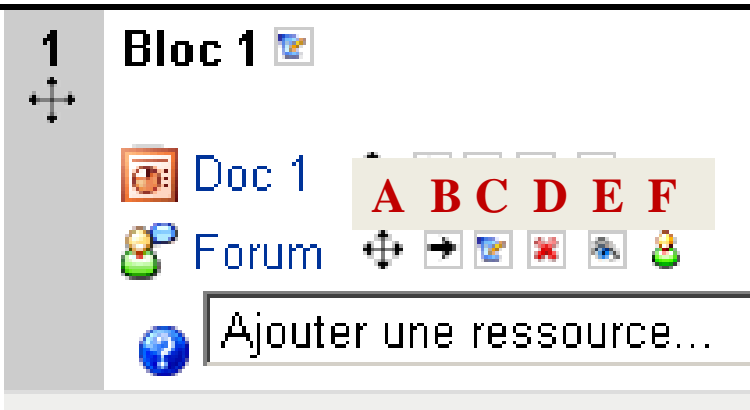 1 Bloc 1
Doc 1
A B C D E F
Forum
Ajouter une ressource...